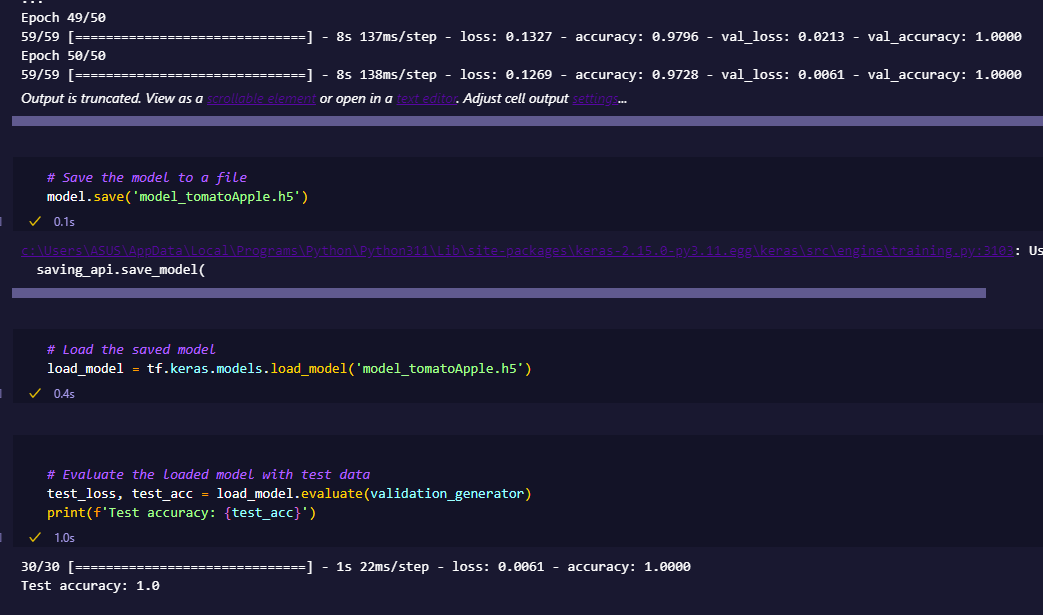 ...
Epoch 49/50
59/59 [==============================] - 8s 137ms/step - loss: 0.1327 - accuracy: 0.9796 - val_loss: 0.0213 - val_accuracy: 1.0000
Epoch 50/50
59/59 [==============================] - 8s 138ms/step - loss: 0.1269 - accuracy: 0.9728 - val_loss: 0.0061 - val_accuracy: 1.0000
Output is truncated. View as a scrollable element or open in a text editor. Adjust cell output settings...
# Save the model to a file
model.save('model_tomatoApple.h5')
0.1s
c:\Users\ASUS\AppData\Local\Programs\Python\Python311\Lib\site-packages\keras-2.15.0-py3.11.egg\keras\src\engine\training.py:3103: Us
saving_api.save_model(
# Load the saved model
load_model = tf.keras.models.load_model('model_tomatoApple.h5')
0.4s
# Evaluate the loaded model with test data
test_loss, test_acc = load_model.evaluate(validation_generator)
print(f'Test accuracy: {test_acc}')
1.0s
30/30 [==============================] - 1s 22ms/step - loss: 0.0061 - accuracy: 1.0000
Test accuracy: 1.0